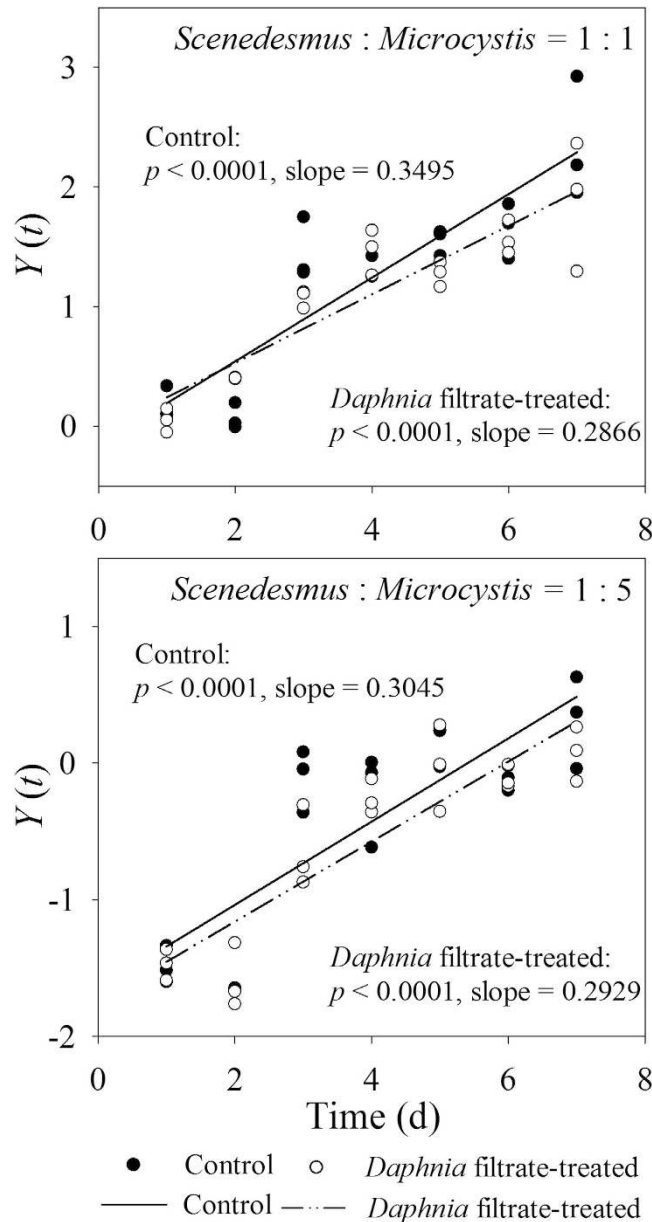 Scenedesmus : Microcystis = 1 : 1
3
Control:
p < 0.0001, slope = 0.3495
2
Y (t)
1
Daphnia filtrate-treated:
p < 0.0001, slope = 0.2866
0
0 2 4 6 8
Scenedesmus : Microcystis = 1 : 5
1
Control:
p < 0.0001, slope = 0.3045
0
Y (t)
-1
Daphnia filtrate-treated:
p < 0.0001, slope = 0.2929
-2
0 2 4 6 8
Time (d)
Control Daphnia filtrate-treated
Control Daphnia filtrate-treated